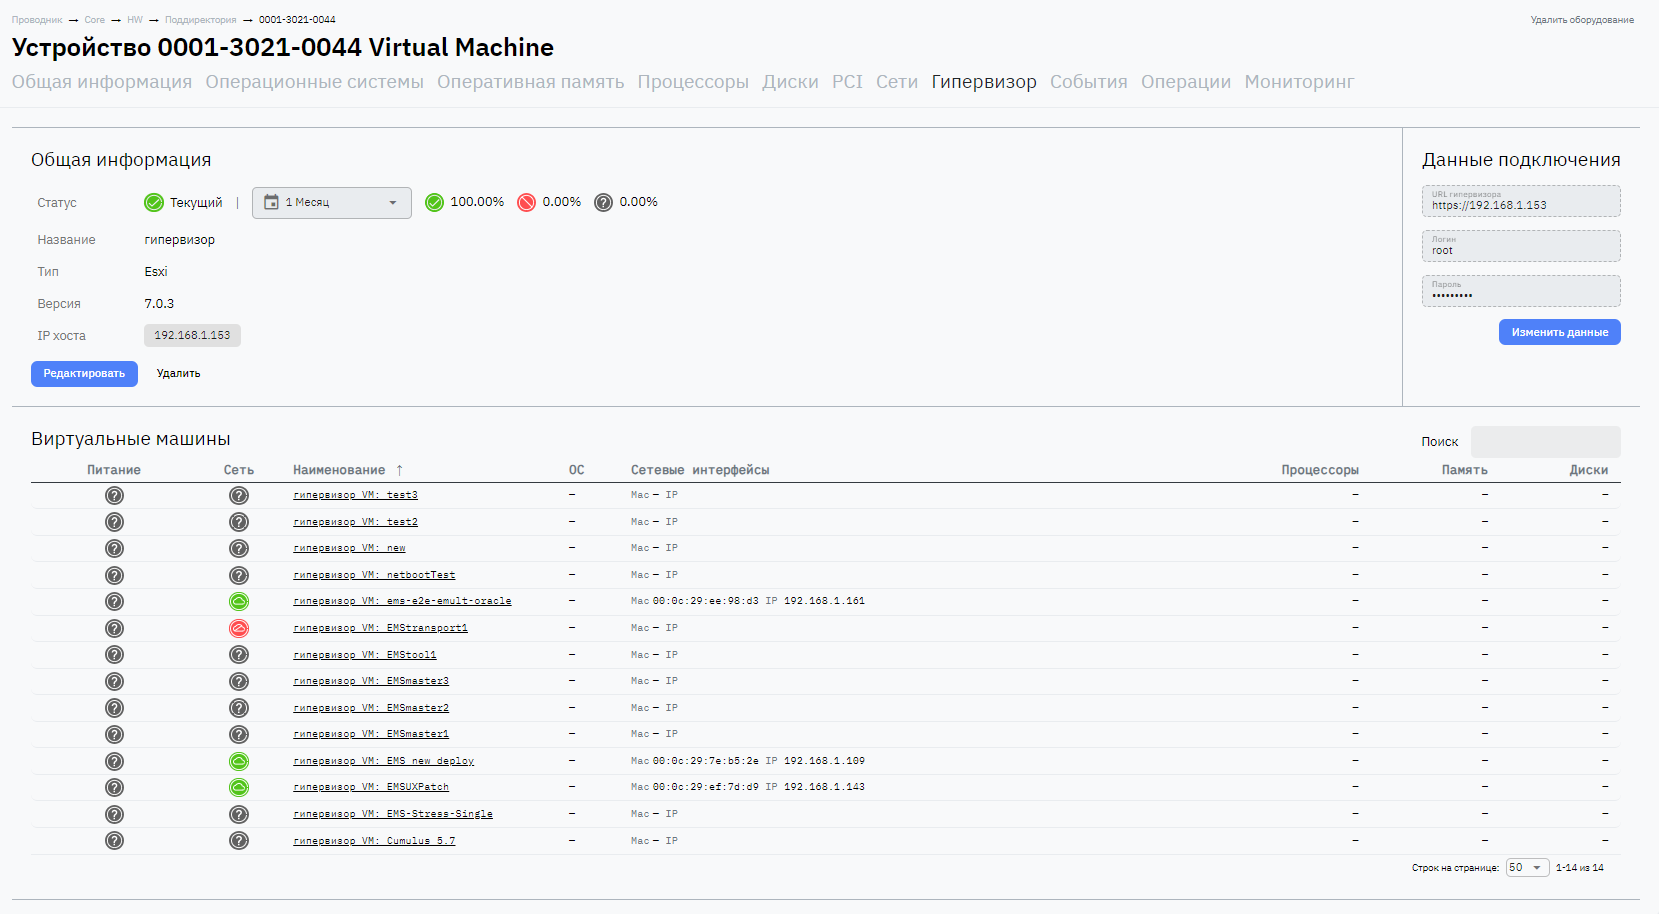 Проводник → Core → HW → Поддиректория → 0001-3021-0044
Удалить оборудование
Устройство 0001-3021-0044 Virtual Machine
Общая информация Операционные системы Оперативная память Процессоры Диски PCI Сети Гипервизор События Операции Мониторинг
Общая информация
Статус Текущий | 1 Месяц 100.00% 0.00% 0.00%
Название гипервизор
Тип Esxi
Версия 7.0.3
IP хоста 192.168.1.153
Редактировать Удалить
Данные подключения
URL гипервизора
https://192.168.1.153
Логин
root
Пароль
•••••••••
Изменить данные
Виртуальные машины
Поиск
Питание Сеть Наименование ↑ ОС Сетевые интерфейсы Процессоры Память Диски
гипервизор VM: test3 – Mac – IP – – –
гипервизор VM: test2 – Mac – IP – – –
гипервизор VM: new – Mac – IP – – –
гипервизор VM: netbootTest – Mac – IP – – –
гипервизор VM: ems-e2e-emult-oracle – Mac 00:0c:29:ee:98:d3 IP 192.168.1.161 – – –
гипервизор VM: EMStransport1 – Mac – IP – – –
гипервизор VM: EMStool1 – Mac – IP – – –
гипервизор VM: EMSmaster3 – Mac – IP – – –
гипервизор VM: EMSmaster2 – Mac – IP – – –
гипервизор VM: EMSmaster1 – Mac – IP – – –
гипервизор VM: EMS new deploy – Mac 00:0c:29:7e:b5:2e IP 192.168.1.109 – – –
гипервизор VM: EMSUXPatch – Mac 00:0c:29:ef:7d:d9 IP 192.168.1.143 – – –
гипервизор VM: EMS-Stress-Single – Mac – IP – – –
гипервизор VM: Cumulus 5.7 – Mac – IP – – –
Строк на странице: 50 1-14 из 14